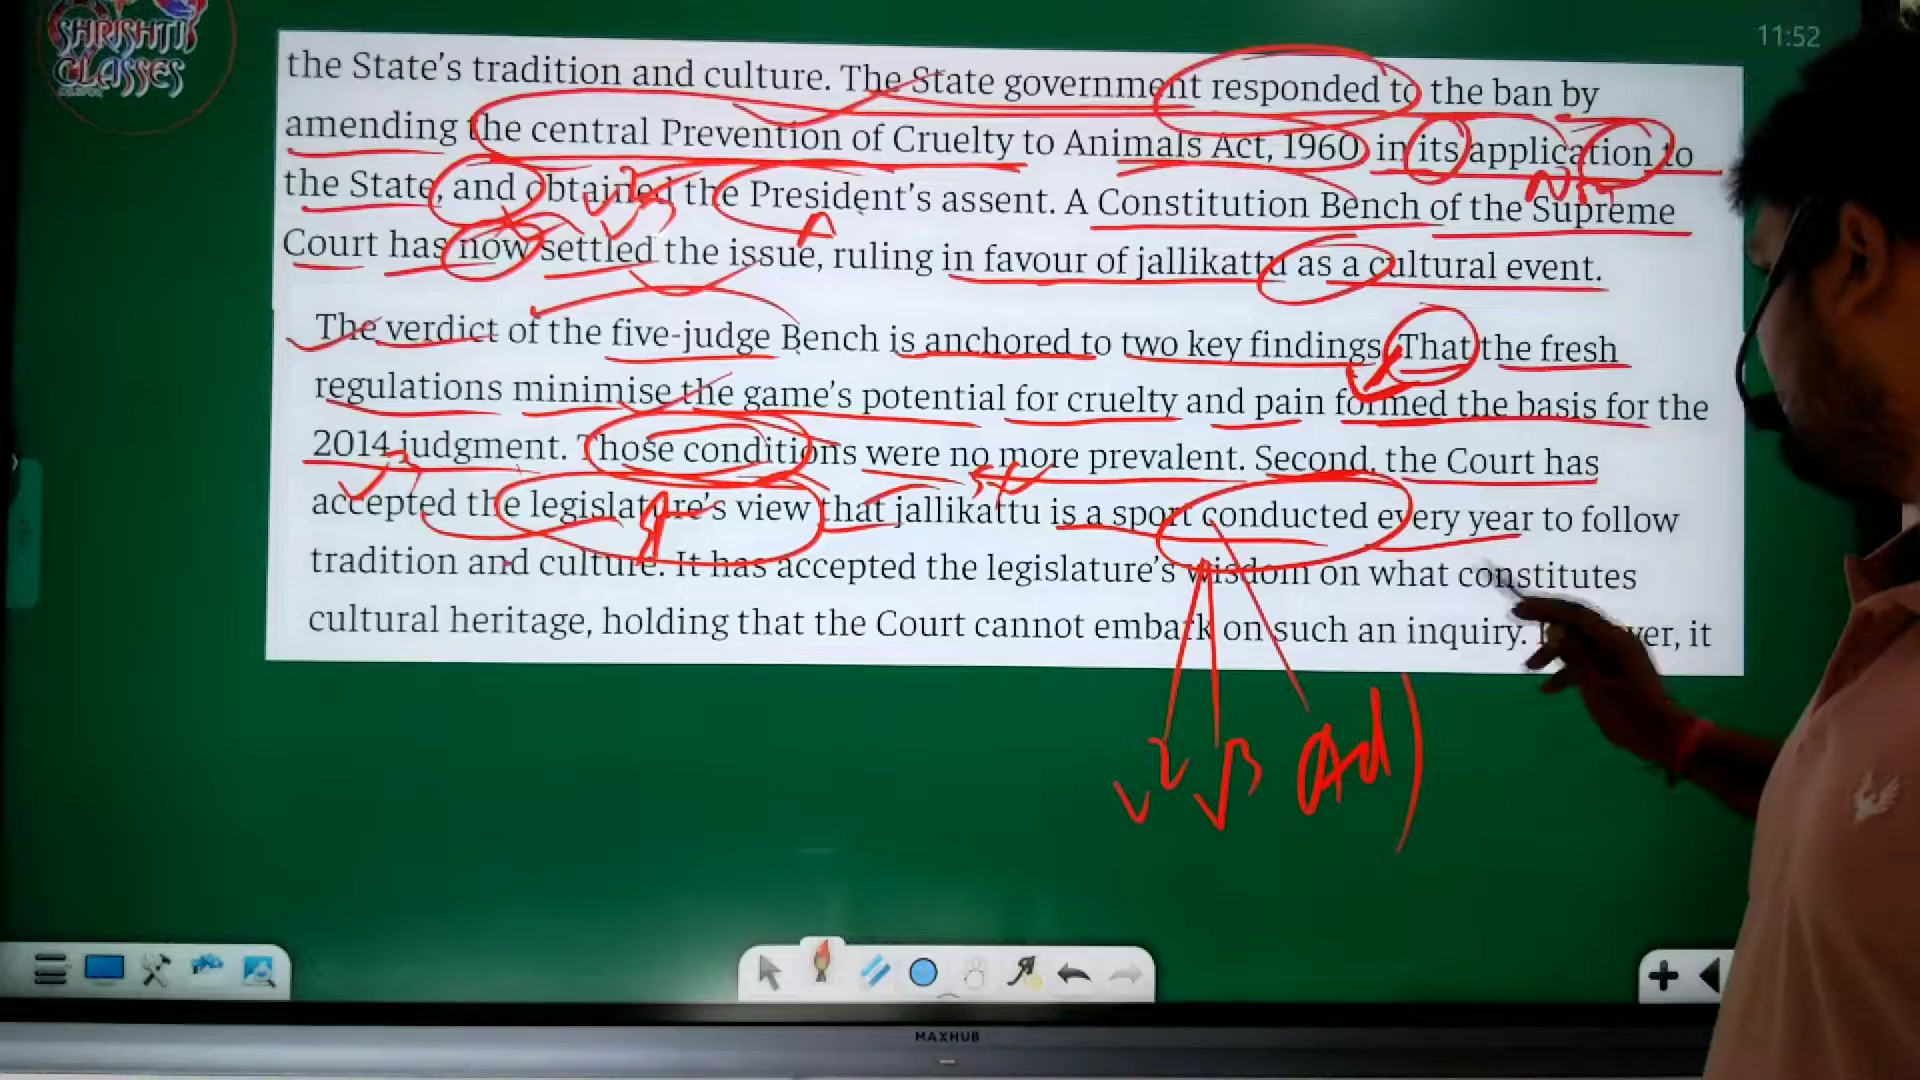 SHRISHTI
CLASSES
11:52
the State's tradition and culture. The State government responded to the ban by
amending the central Prevention of Cruelty to Animals Act, 1960 in its application to
the State, and obtained the President's assent. A Constitution Bench of the Supreme
Court has now settled the issue, ruling in favour of jallikattu as a cultural event.
The verdict of the five-judge Bench is anchored to two key findings. That the fresh
regulations minimise the game's potential for cruelty and pain formed the basis for the
2014 judgment. Those conditions were no more prevalent. Second, the Court has
accepted the legislature's view that jallikattu is a sport conducted every year to follow
tradition and culture. It has accepted the legislature's wisdom on what constitutes
cultural heritage, holding that the Court cannot embark on such an inquiry. it
v2 v3 (Ad)
MAXHUB